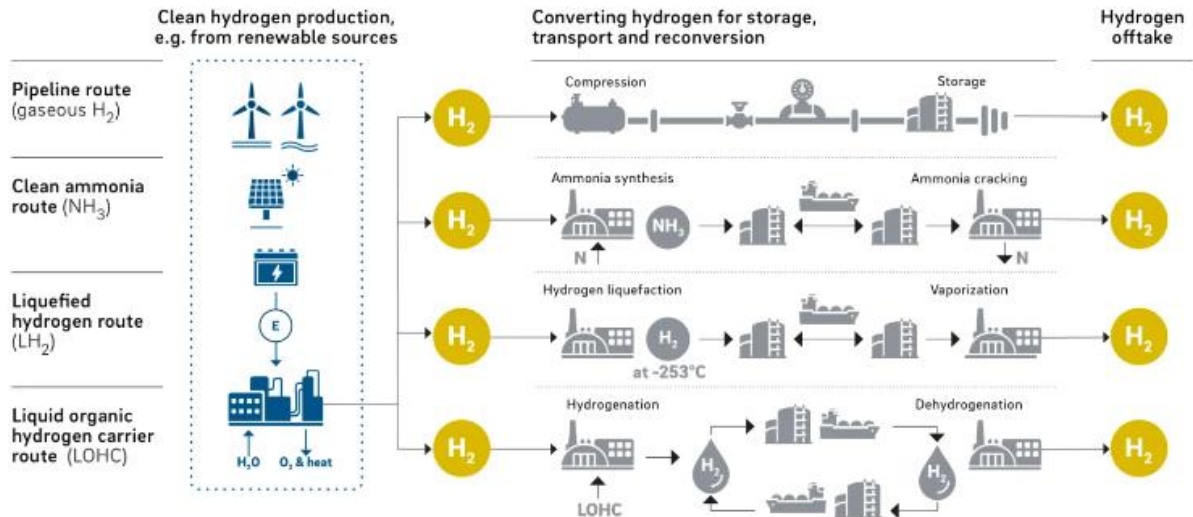 Clean hydrogen production,
e.g. from renewable sources
Converting hydrogen for storage,
transport and reconversion
Hydrogen
offtake
Pipeline route
(gaseous H₂)
H₂
Compression
Storage
H₂
Clean ammonia
route (NH₃)
H₂
Ammonia synthesis
NH₃
N
Ammonia cracking
N
H₂
Liquefied
hydrogen route
(LH₂)
E
H₂
Hydrogen liquefaction
H₂
at -253°C
Vaporization
H₂
Liquid organic
hydrogen carrier
route (LOHC)
H₂O
O₂ & heat
H₂
Hydrogenation
LOHC
H₂
Dehydrogenation
H₂
H₂